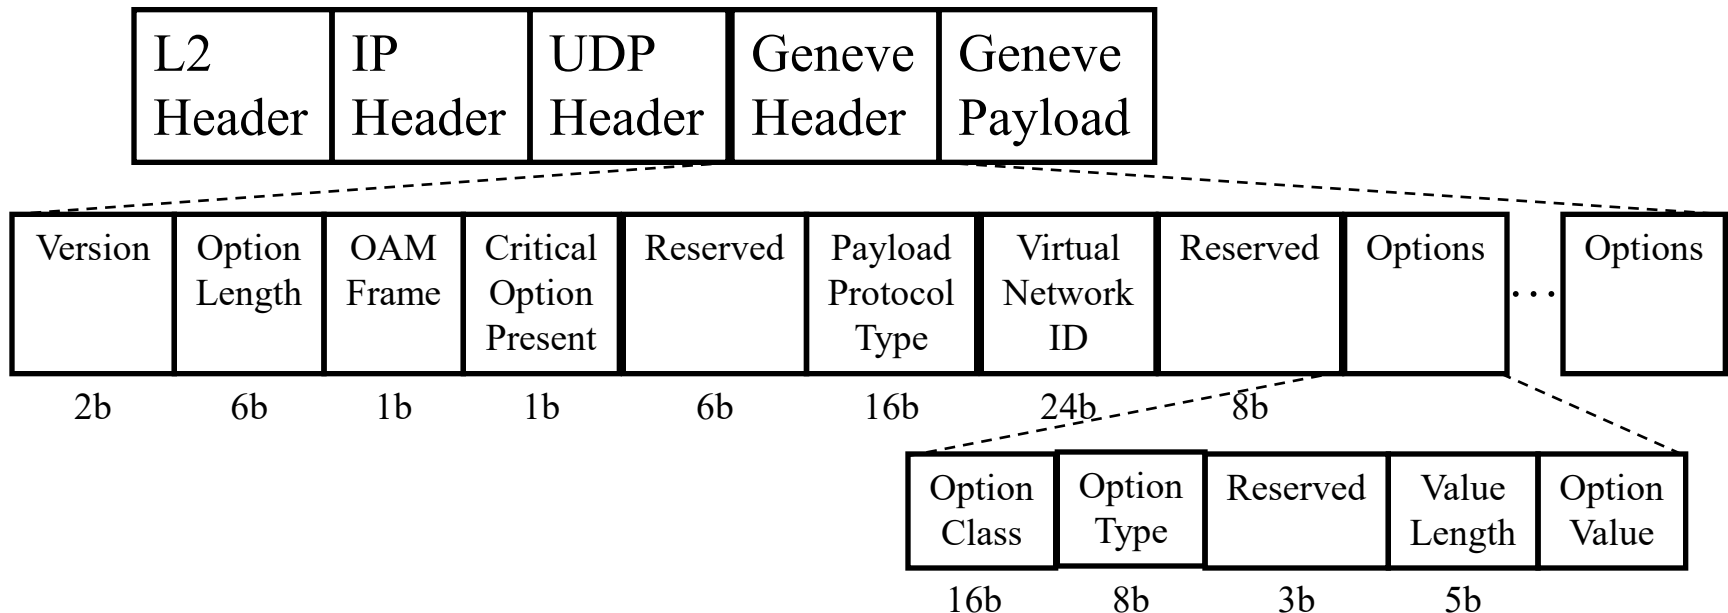 L2 Header
IP Header
UDP Header
Geneve Header
Geneve Payload
Version
Option Length
OAM Frame
Critical Option Present
Reserved
Payload Protocol Type
Virtual Network ID
Reserved
Options
...
Options
2b
6b
1b
1b
6b
16b
24b
8b
Option Class
Option Type
Reserved
Value Length
Option Value
16b
8b
3b
5b